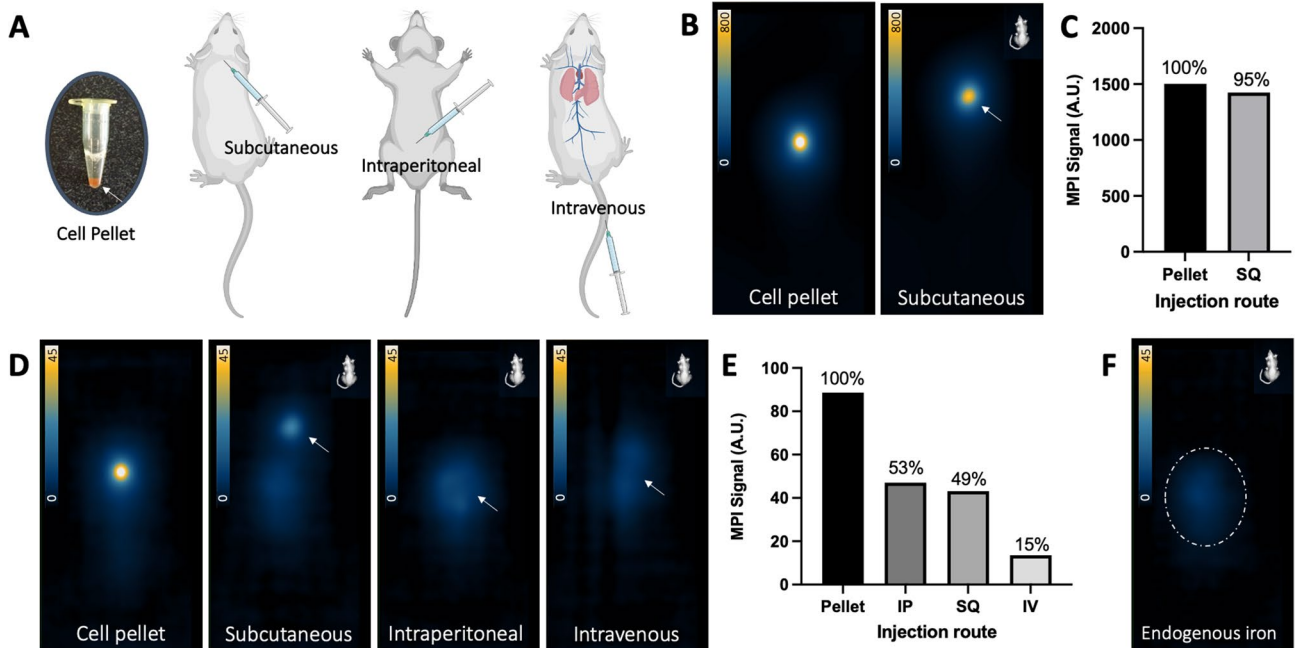 A
Cell Pellet
Subcutaneous
Intraperitoneal
Intravenous
B
800
0
Cell pellet
800
0
Subcutaneous
C
MPI Signal (A.U.)
2000
1500
1000
500
0
100%
95%
Pellet SQ
Injection route
D
45
0
Cell pellet
45
0
Subcutaneous
45
0
Intraperitoneal
45
0
Intravenous
E
MPI Signal (A.U.)
100
80
60
40
20
0
100%
53%
49%
15%
Pellet IP SQ IV
Injection route
F
45
0
Endogenous iron